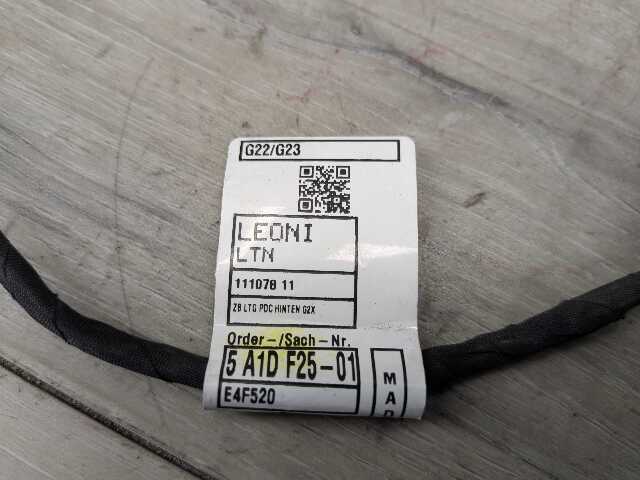 G22/G23
LEONI
LTN
111078 11
ZB LTG PDC HINTEN G2X
Order-/Sach-Nr.
5 A1D F25-01
E4F520